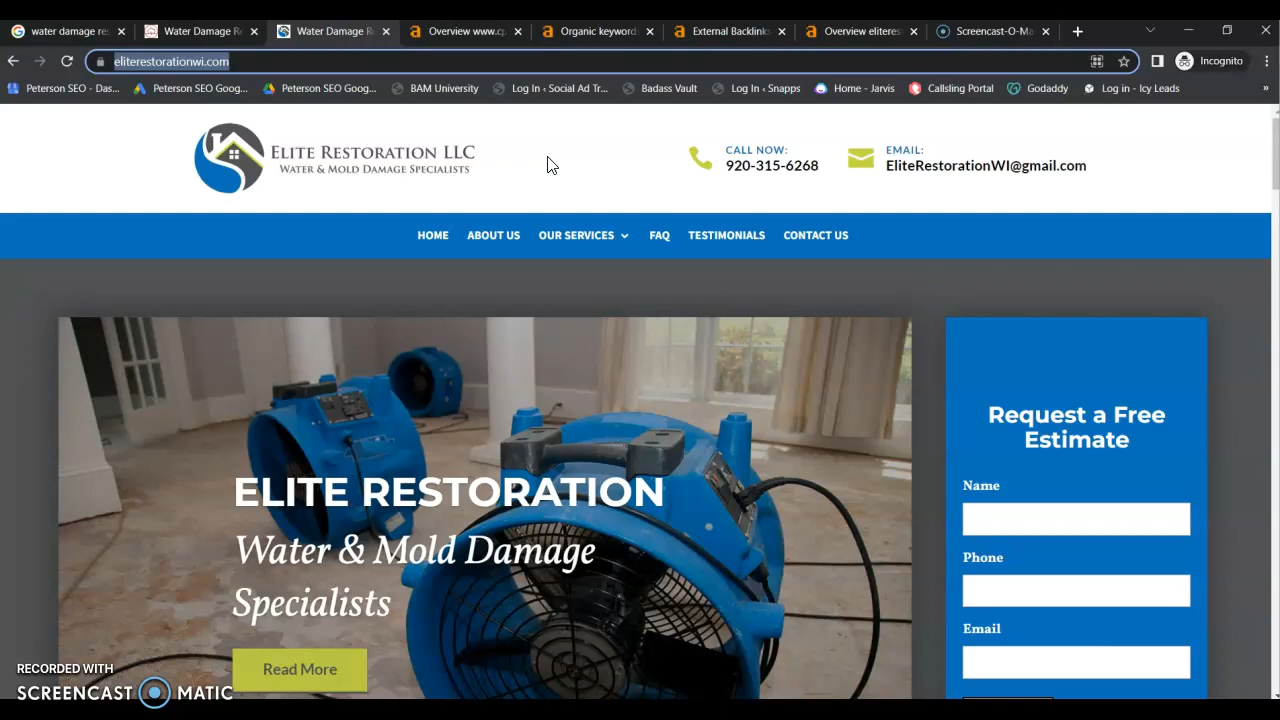 water damage re
Water Damage R
Water Damage R
Overview www.cp
Organic keyword
External Backlink
Overview eliteres
Screencast-O-Ma
eliterestorationwi.com
Incognito
Peterson SEO - Das...
Peterson SEO Goog...
Peterson SEO Goog...
BAM University
Log In ‹ Social Ad Tr...
Badass Vault
Log In ‹ Snapps
Home - Jarvis
Callsling Portal
Godaddy
Log in - Icy Leads
»
ELITE RESTORATION LLC
WATER & MOLD DAMAGE SPECIALISTS
CALL NOW:
920-315-6268
EMAIL:
EliteRestorationWI@gmail.com
HOME
ABOUT US
OUR SERVICES
FAQ
TESTIMONIALS
CONTACT US
ELITE RESTORATION
Water & Mold Damage
Specialists
Read More
Request a Free
Estimate
Name
Phone
Email
RECORDED WITH
SCREENCAST MATIC